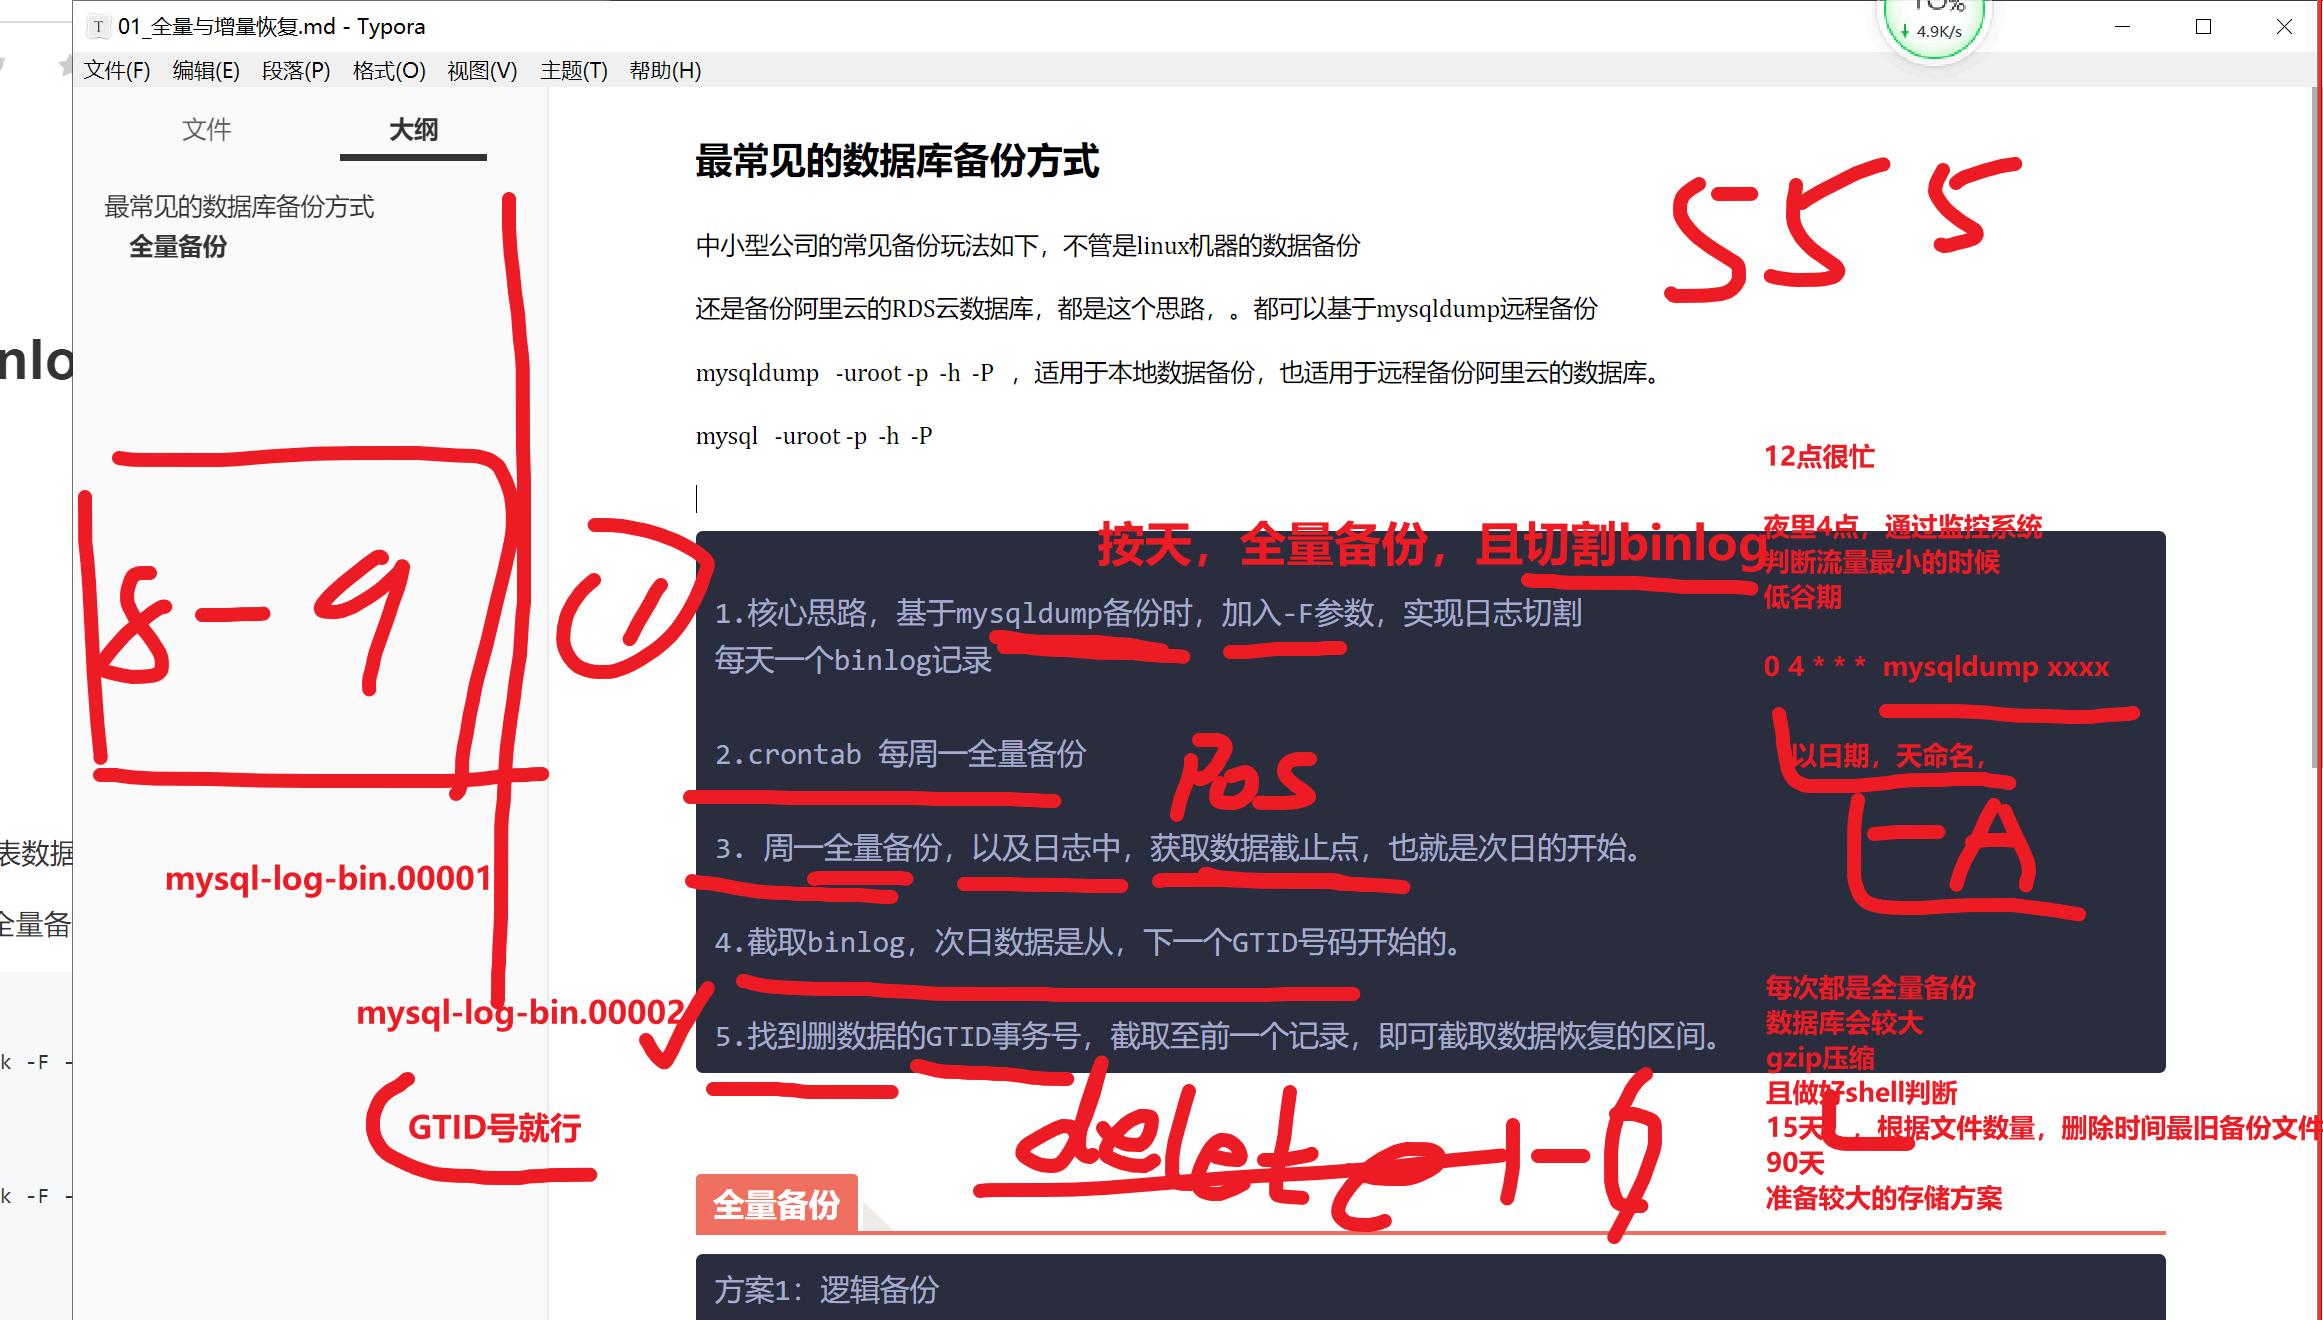 01_全量与增量恢复.md - Typora
4.9K/s
文件(F) 编辑(E) 段落(P) 格式(O) 视图(V) 主题(T) 帮助(H)
文件 大纲
最常见的数据库备份方式
全量备份
最常见的数据库备份方式
555
中小型公司的常见备份玩法如下，不管是linux机器的数据备份
还是备份阿里云的RDS云数据库，都是这个思路，。都可以基于mysqldump远程备份
nlo
mysqldump -uroot -p -h -P ，适用于本地数据备份，也适用于远程备份阿里云的数据库。
mysql -uroot -p -h -P
12点很忙
夜里4点，通过监控系统
判断流量最小的时候
低谷期
按天，全量备份，且切割binlog
8-9
①
1.核心思路，基于mysqldump备份时，加入-F参数，实现日志切割
每天一个binlog记录
0 4 * * * mysqldump xxxx
以日期，天命名，
-A
2.crontab 每周一全量备份
Pos
3. 周一全量备份，以及日志中，获取数据截止点，也就是次日的开始。
表数据
mysql-log-bin.00001
全量备
4.截取binlog，次日数据是从，下一个GTID号码开始的。
mysql-log-bin.00002
5.找到删数据的GTID事务号，截取至前一个记录，即可截取数据恢复的区间。
k -F -
每次都是全量备份
数据库会较大
gzip压缩
且做好shell判断
15天 ，根据文件数量，删除时间最旧备份文件
90天
准备较大的存储方案
GTID号就行
delete
k -F -
全量备份
方案1：逻辑备份